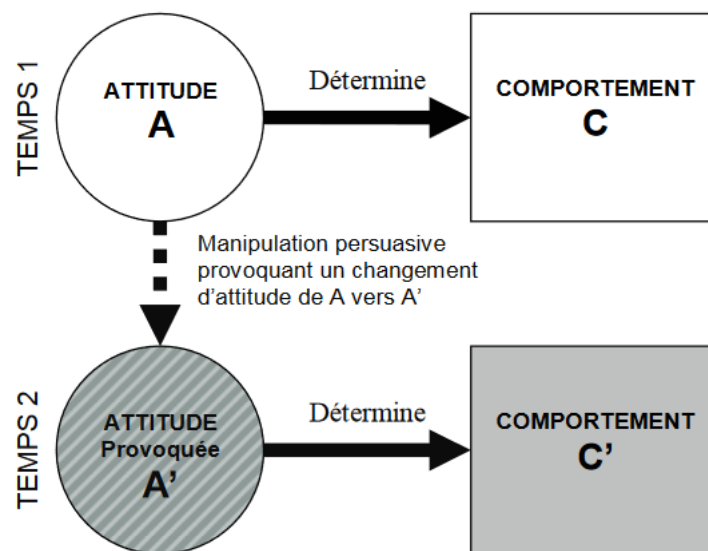 TEMPS 1
ATTITUDE
A
Détermine
COMPORTEMENT
C
Manipulation persuasive
provoquant un changement
d’attitude de A vers A’
TEMPS 2
ATTITUDE
Provoquée
A’
Détermine
COMPORTEMENT
C’